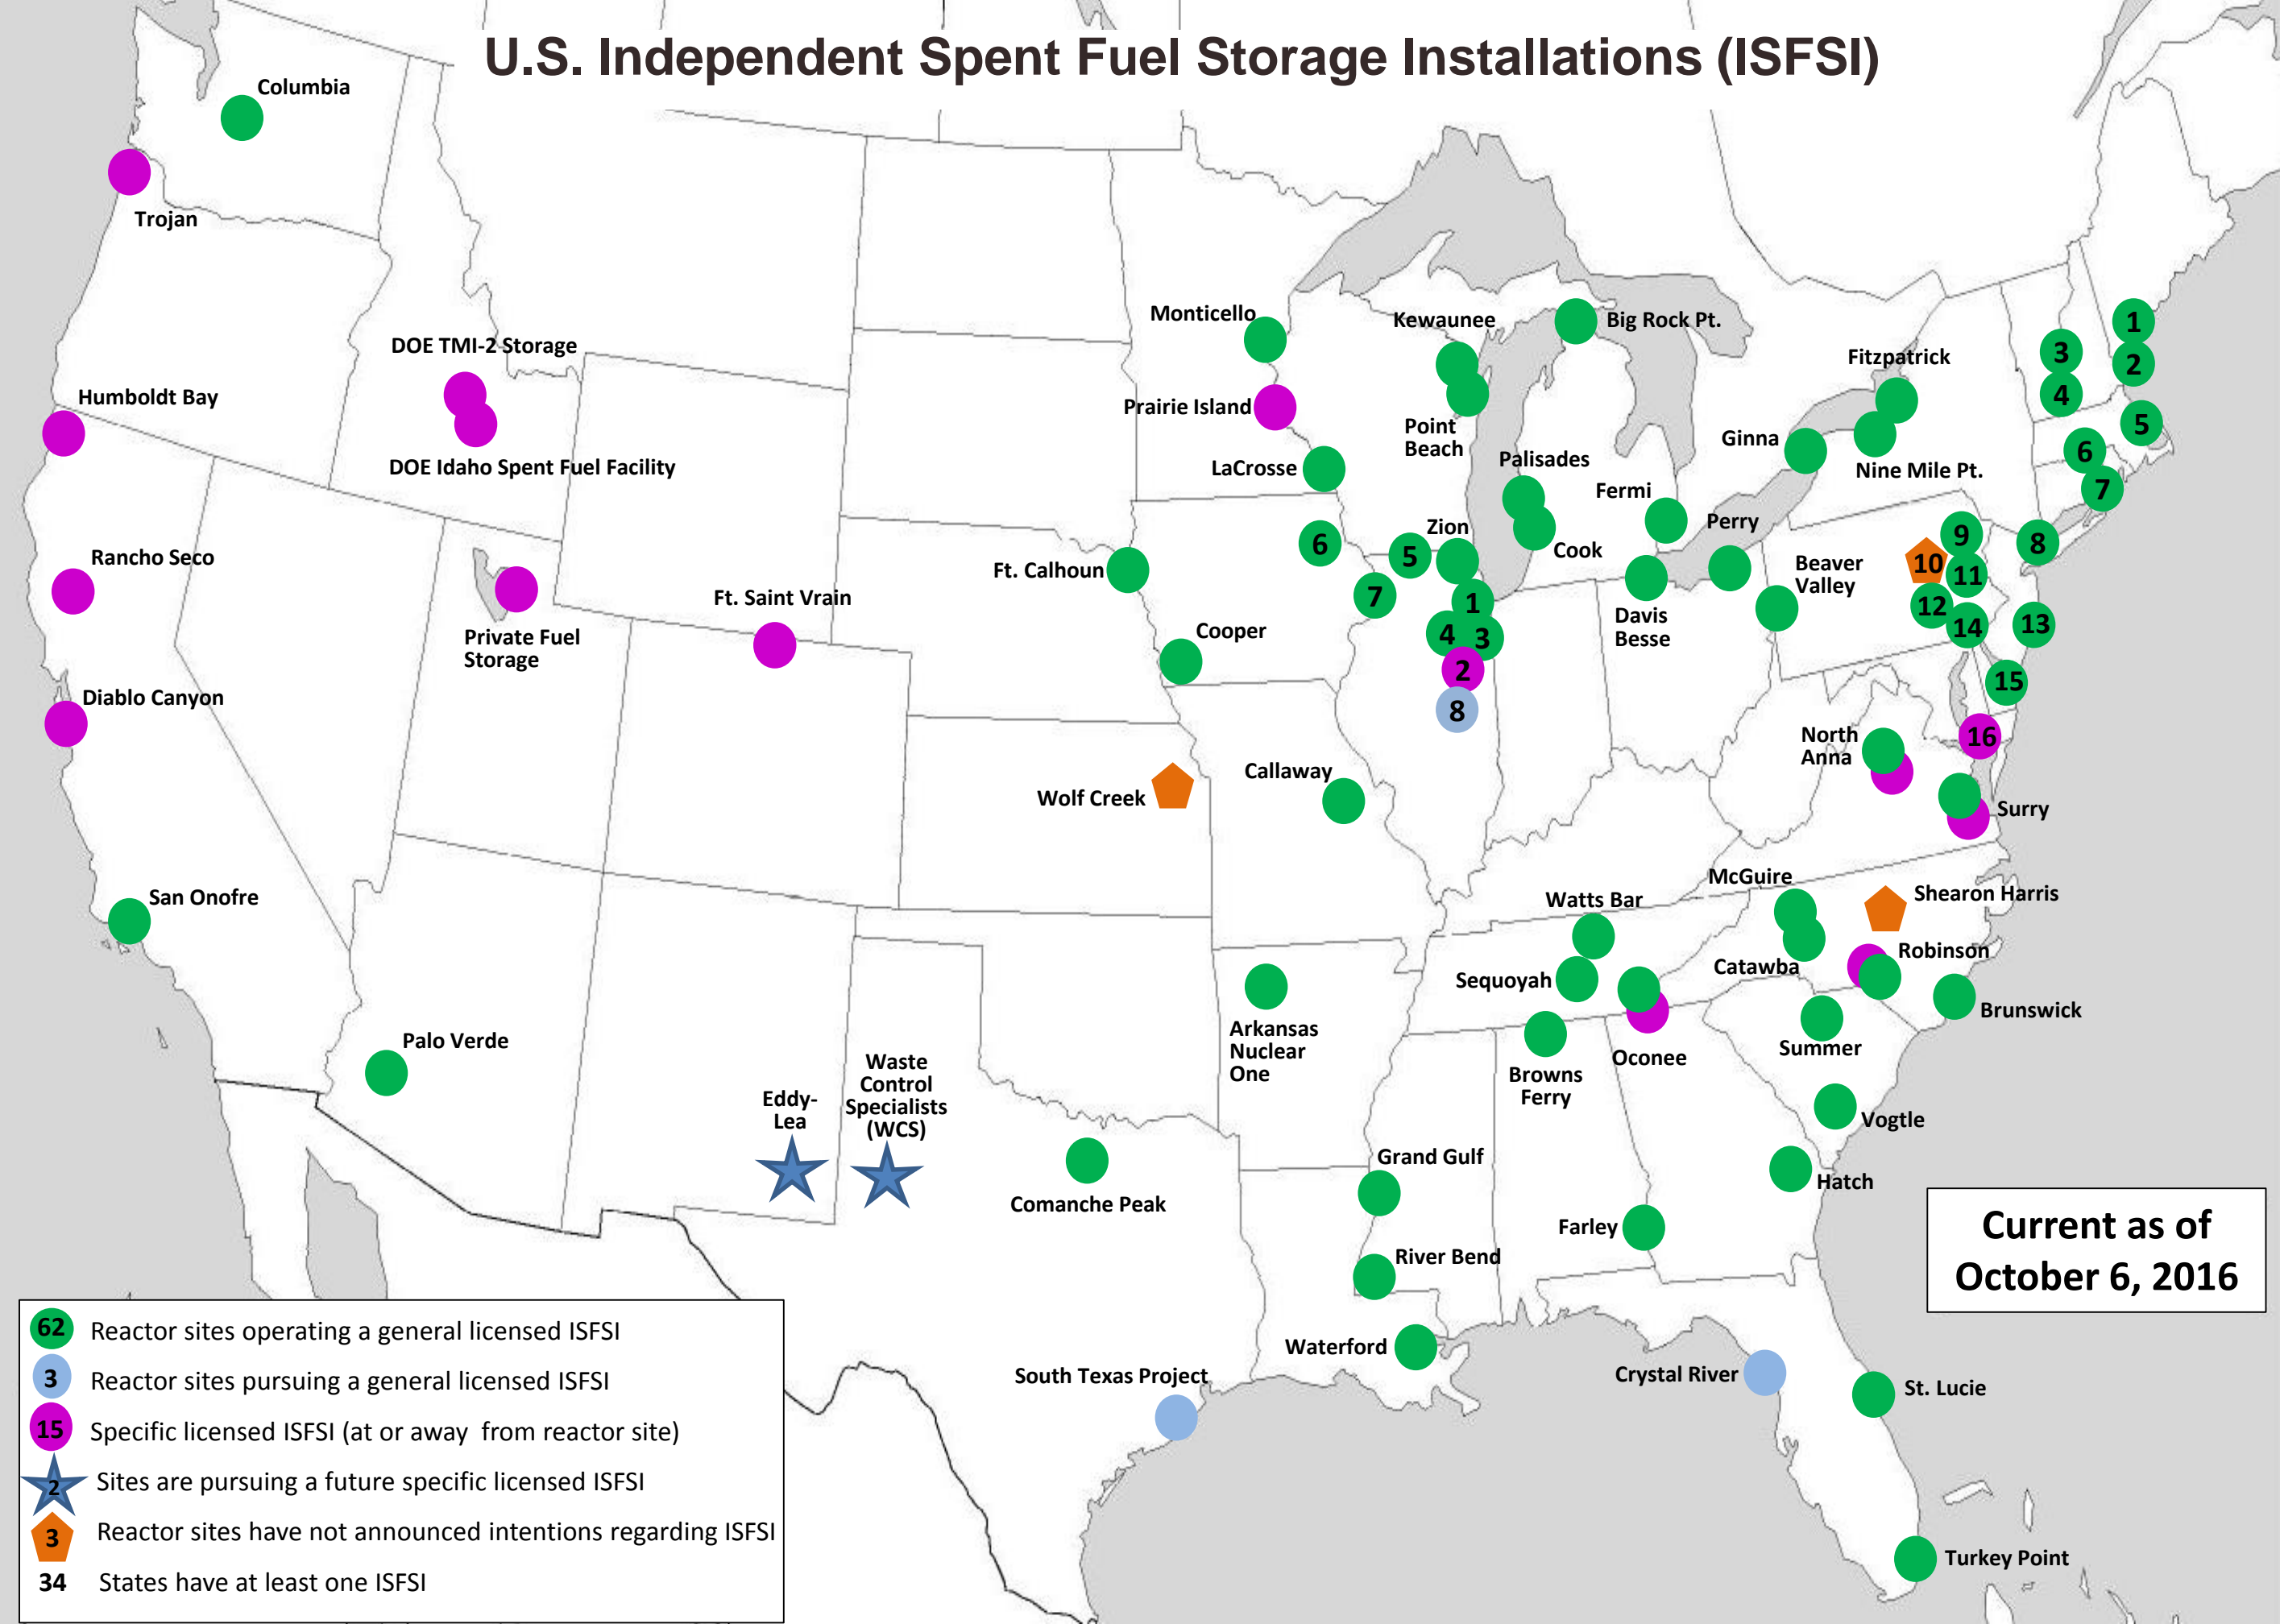 U.S. Independent Spent Fuel Storage Installations (ISFSI)
Columbia
Trojan
DOE TMI-2 Storage
DOE Idaho Spent Fuel Facility
Humboldt Bay
Rancho Seco
Diablo Canyon
San Onofre
Private Fuel
Storage
Ft. Saint Vrain
Palo Verde
Eddy-
Lea
Waste
Control
Specialists
(WCS)
Monticello
Prairie Island
LaCrosse
Kewaunee
Point
Beach
Big Rock Pt.
Palisades
Cook
Fermi
Zion
Perry
Davis
Besse
Beaver
Valley
Ginna
Fitzpatrick
Nine Mile Pt.
1
2
3
4
5
6
7
8
9
10
11
12
13
14
15
16
6
5
7
1
4
3
2
8
Ft. Calhoun
Cooper
Wolf Creek
Callaway
North
Anna
Surry
McGuire
Shearon Harris
Watts Bar
Sequoyah
Catawba
Robinson
Brunswick
Arkansas
Nuclear
One
Browns
Ferry
Oconee
Summer
Vogtle
Hatch
Comanche Peak
Grand Gulf
Farley
River Bend
Waterford
South Texas Project
Crystal River
St. Lucie
Turkey Point
Current as of
October 6, 2016
62 Reactor sites operating a general licensed ISFSI
3 Reactor sites pursuing a general licensed ISFSI
15 Specific licensed ISFSI (at or away from reactor site)
2 Sites are pursuing a future specific licensed ISFSI
3 Reactor sites have not announced intentions regarding ISFSI
34 States have at least one ISFSI